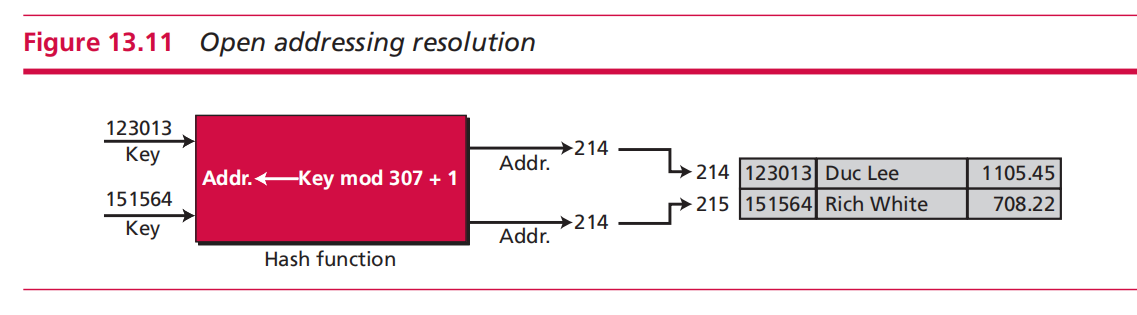 Figure 13.11 Open addressing resolution
123013
Key
151564
Key
Addr.←Key mod 307 + 1
Hash function
Addr.
214
Addr.
214
214 123013 Duc Lee 1105.45
215 151564 Rich White 708.22